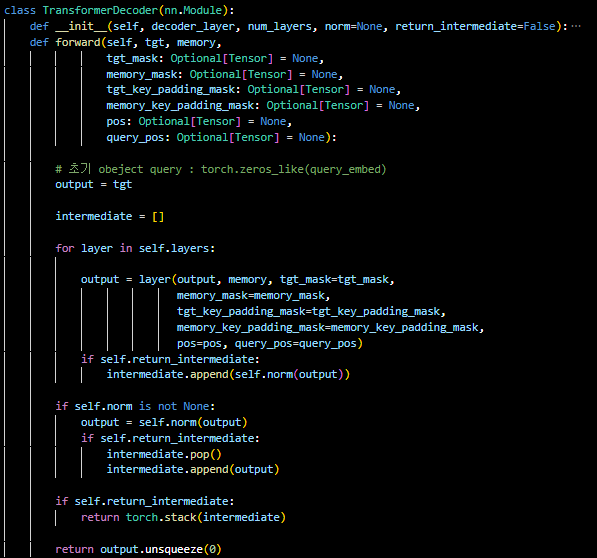 class TransformerDecoder(nn.Module):
    def __init__(self, decoder_layer, num_layers, norm=None, return_intermediate=False):···
    def forward(self, tgt, memory,
                tgt_mask: Optional[Tensor] = None,
                memory_mask: Optional[Tensor] = None,
                tgt_key_padding_mask: Optional[Tensor] = None,
                memory_key_padding_mask: Optional[Tensor] = None,
                pos: Optional[Tensor] = None,
                query_pos: Optional[Tensor] = None):
        # 초기 obeject query : torch.zeros_like(query_embed)
        output = tgt
        intermediate = []
        for layer in self.layers:
            output = layer(output, memory, tgt_mask=tgt_mask,
                           memory_mask=memory_mask,
                           tgt_key_padding_mask=tgt_key_padding_mask,
                           memory_key_padding_mask=memory_key_padding_mask,
                           pos=pos, query_pos=query_pos)
            if self.return_intermediate:
                intermediate.append(self.norm(output))
        if self.norm is not None:
            output = self.norm(output)
            if self.return_intermediate:
                intermediate.pop()
                intermediate.append(output)
        if self.return_intermediate:
            return torch.stack(intermediate)
        return output.unsqueeze(0)